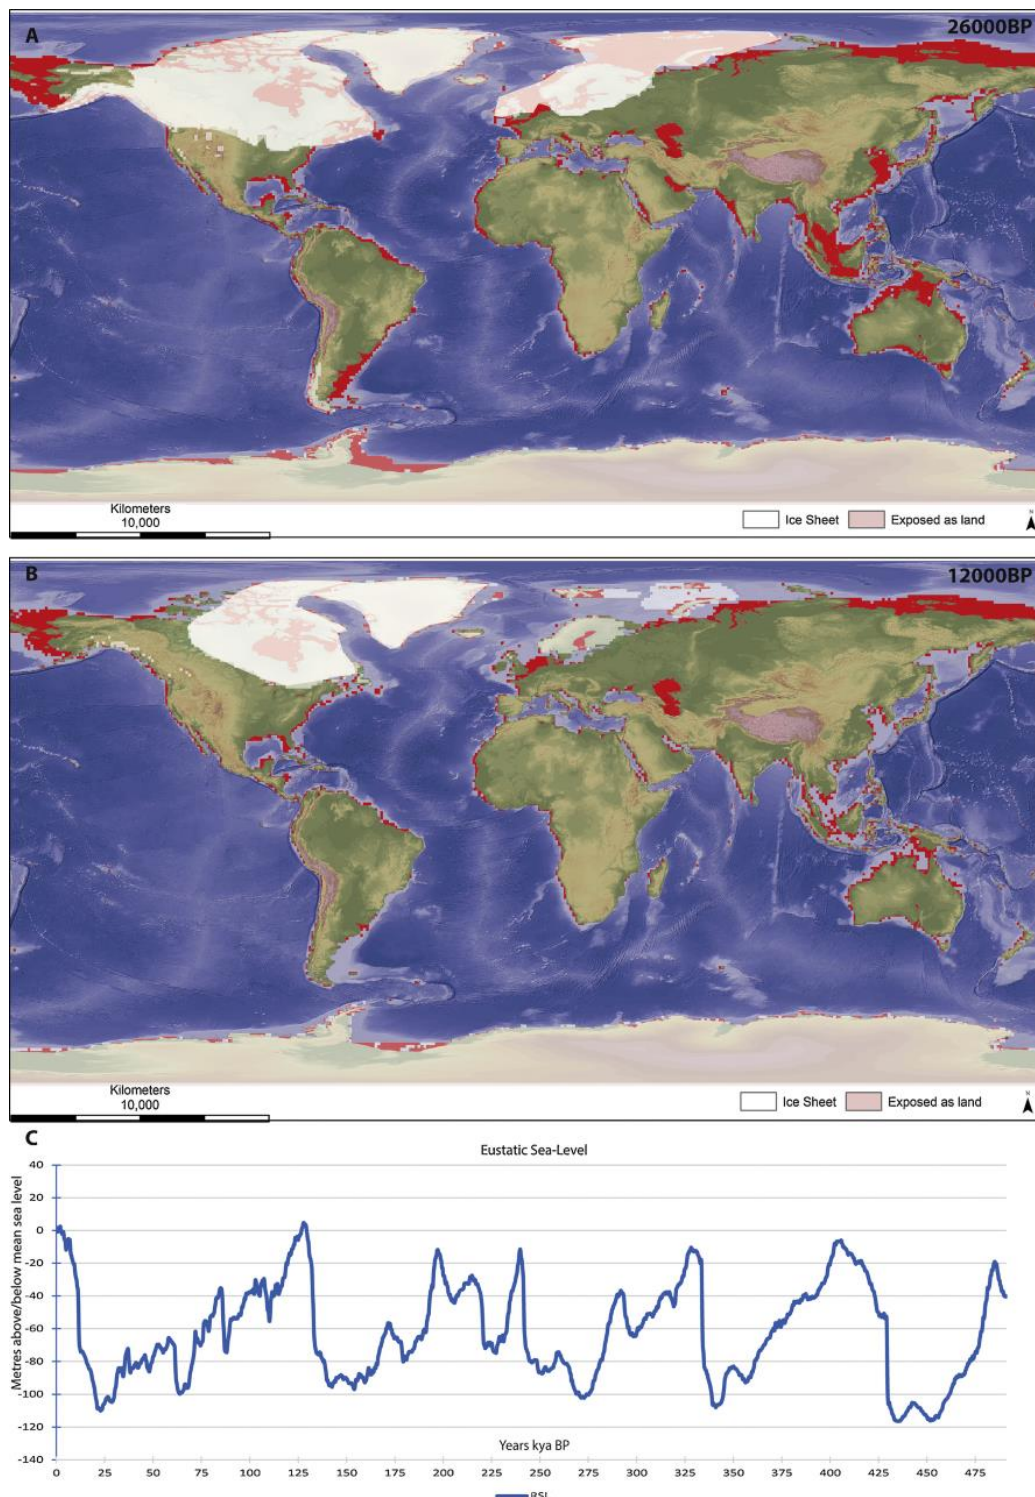 A
26000BP
Kilometers
10,000
Ice Sheet
Exposed as land
N
B
12000BP
Kilometers
10,000
Ice Sheet
Exposed as land
N
C
Eustatic Sea-Level
Metres above/below mean sea level
40
20
0
-20
-40
-60
-80
-100
-120
-140
Years kya BP
0 25 50 75 100 125 150 175 200 225 250 275 300 325 350 375 400 425 450 475
RSL